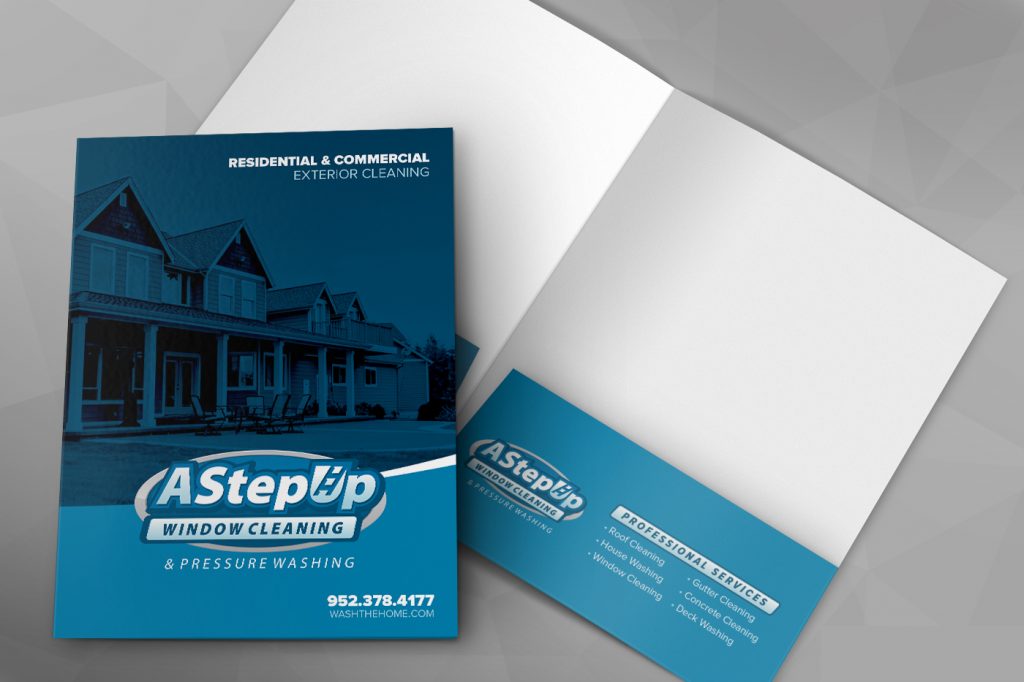 RESIDENTIAL & COMMERCIAL
EXTERIOR CLEANING
AStepUp
WINDOW CLEANING
& PRESSURE WASHING
952.378.4177
WASHTHEHOME.COM
AStepUp
WINDOW CLEANING
& PRESSURE WASHING
PROFESSIONAL SERVICES
• Roof Cleaning
• House Washing
• Window Cleaning
• Gutter Cleaning
• Concrete Cleaning
• Deck Washing